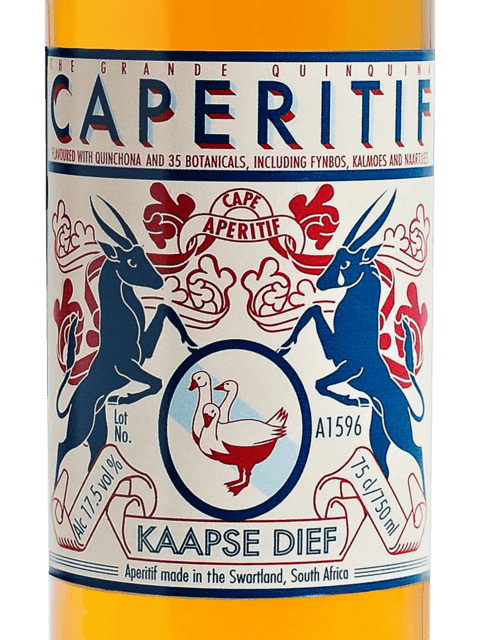 THE GRANDE QUINQUINA
CAPERITIF
FLAVOURED WITH QUINCHONA AND 35 BOTANICALS, INCLUDING FYNBOS, KALMOES AND NAARTJIES
CAPE
APERITIF
Lot
No.
A1596
Alc 17.5 vol %
75 cl/750 ml
KAAPSE DIEF
Aperitif made in the Swartland, South Africa